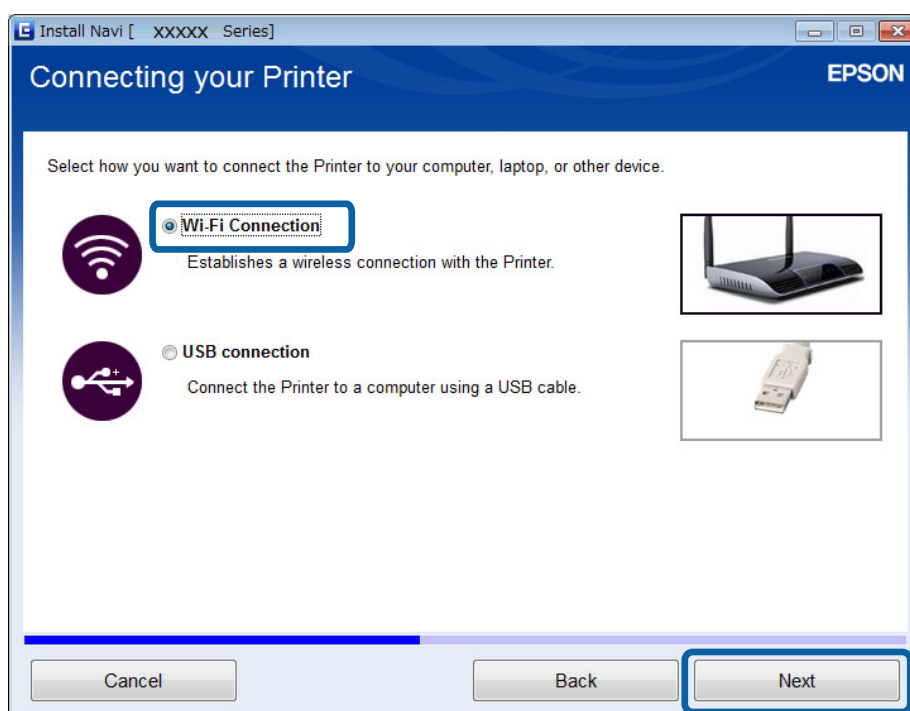 Install Navi [ XXXXX Series]
Connecting your Printer
EPSON
Select how you want to connect the Printer to your computer, laptop, or other device.
Wi-Fi Connection
Establishes a wireless connection with the Printer.
USB connection
Connect the Printer to a computer using a USB cable.
Cancel
Back
Next